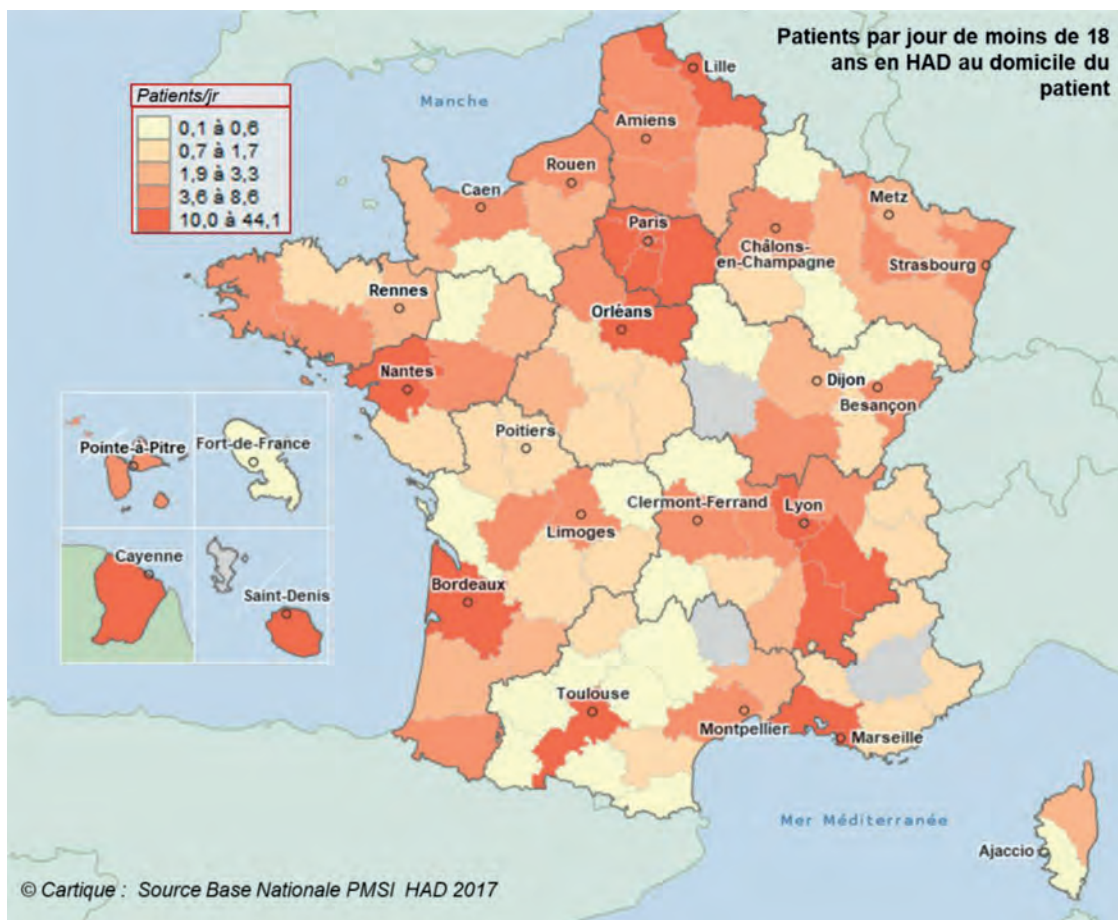 Patients par jour de moins de 18
ans en HAD au domicile du
patient
Patients/jr
0,1 à 0,6
0,7 à 1,7
1,9 à 3,3
3,6 à 8,6
10,0 à 44,1
Manche
Lille
Amiens
Rouen
Caen
Metz
Paris
Châlons-
en-Champagne
Strasbourg
Rennes
Orléans
Nantes
Dijon
Besançon
Poitiers
Pointe-à-Pitre
Fort-de-France
Clermont-Ferrand
Lyon
Limoges
Cayenne
Saint-Denis
Bordeaux
Toulouse
Montpellier
Marseille
Mer Méditerranée
Ajaccio
© Cartique : Source Base Nationale PMSI HAD 2017